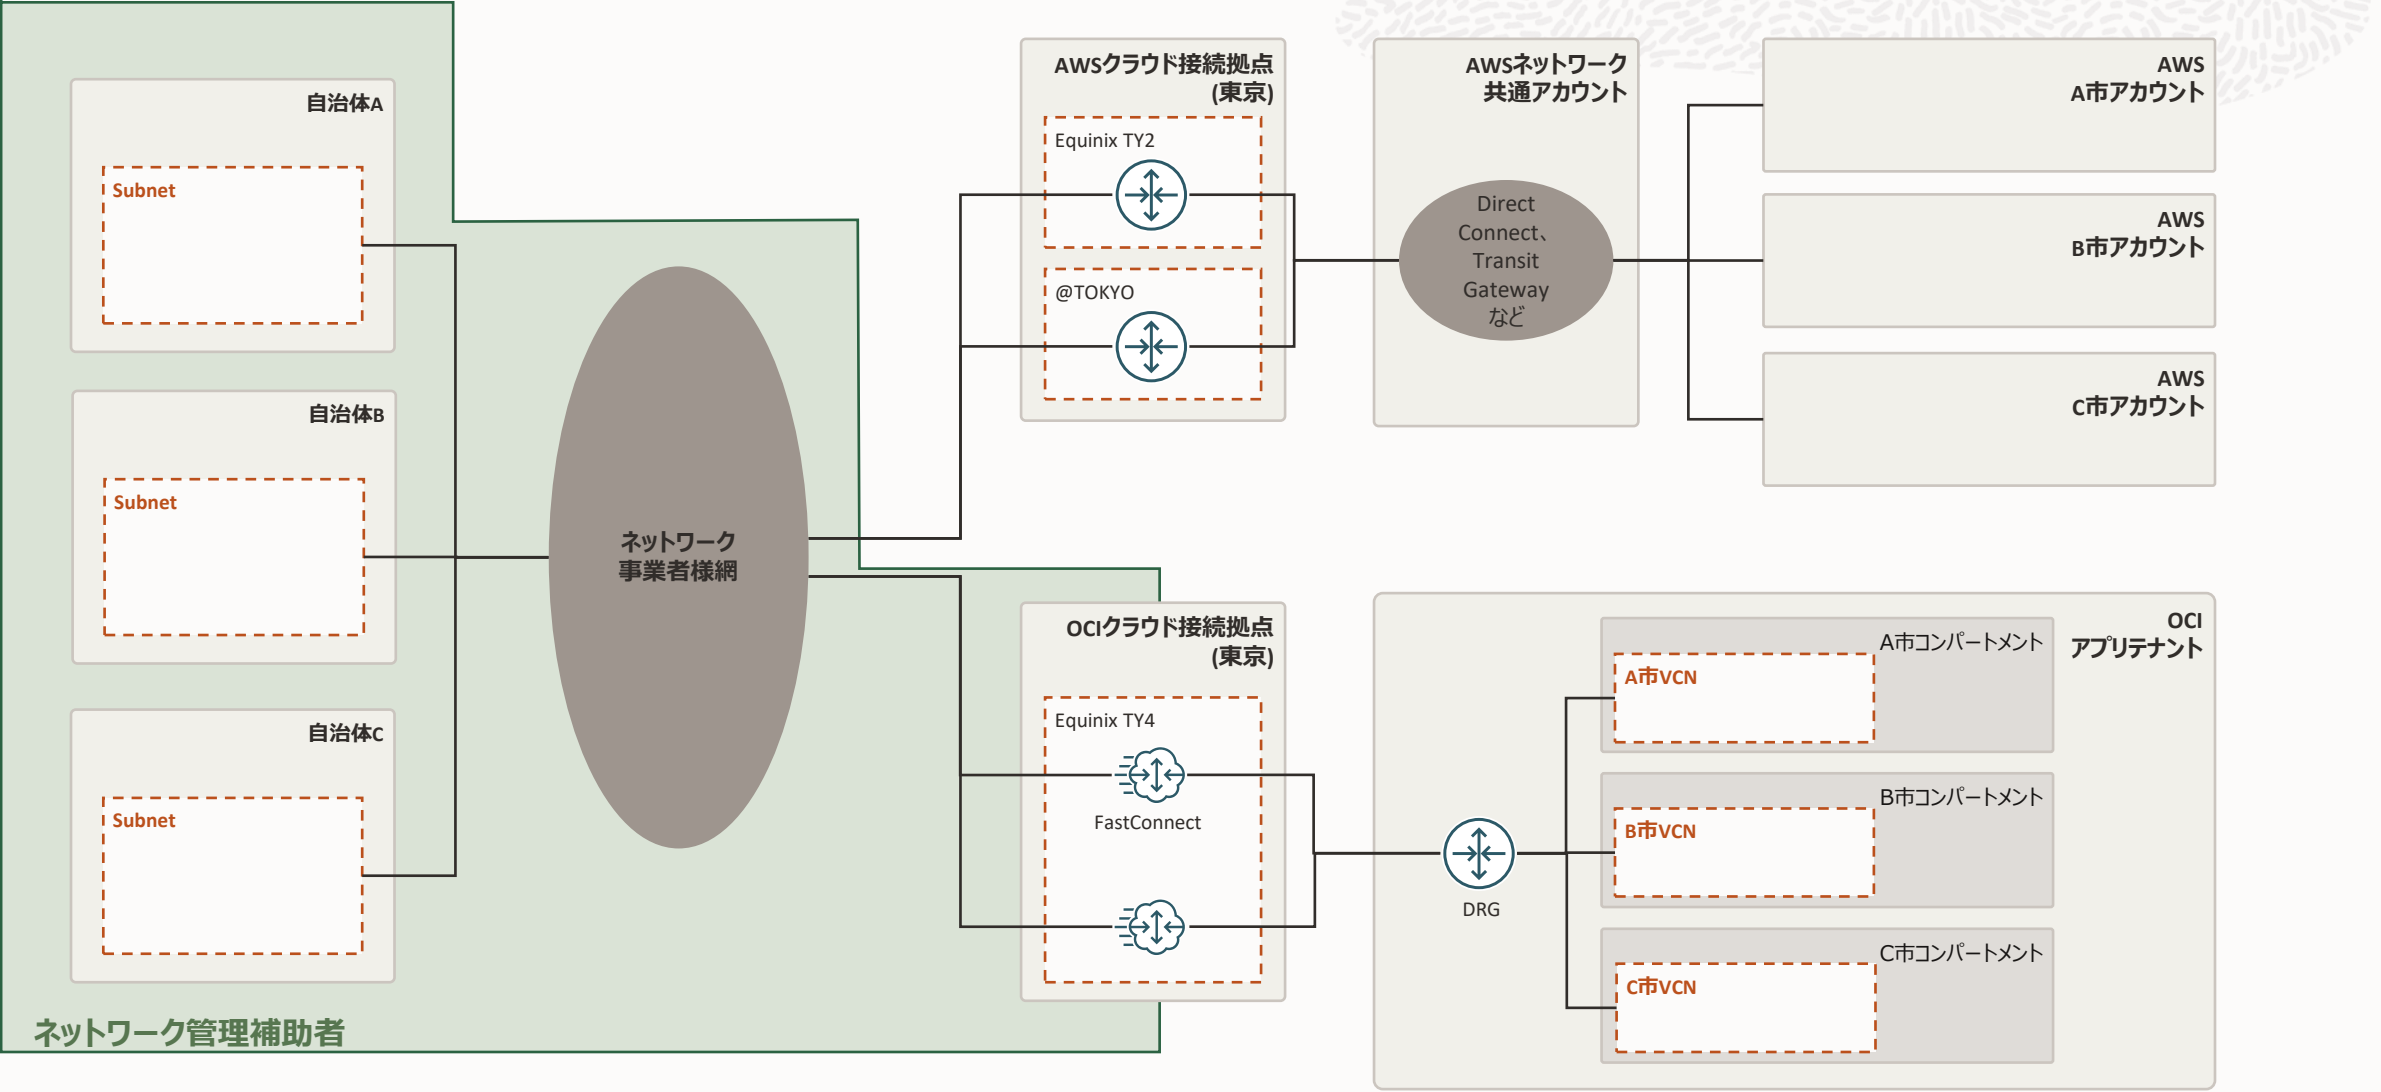 自治体A
Subnet
自治体B
Subnet
自治体C
Subnet
ネットワーク管理補助者
ネットワーク
事業者様網
AWSクラウド接続拠点
(東京)
Equinix TY2
@TOKYO
AWSネットワーク
共通アカウント
Direct
Connect、
Transit
Gateway
など
AWS
A市アカウント
AWS
B市アカウント
AWS
C市アカウント
OCIクラウド接続拠点
(東京)
Equinix TY4
FastConnect
DRG
OCI
アプリテナント
A市コンパートメント
A市VCN
B市コンパートメント
B市VCN
C市コンパートメント
C市VCN